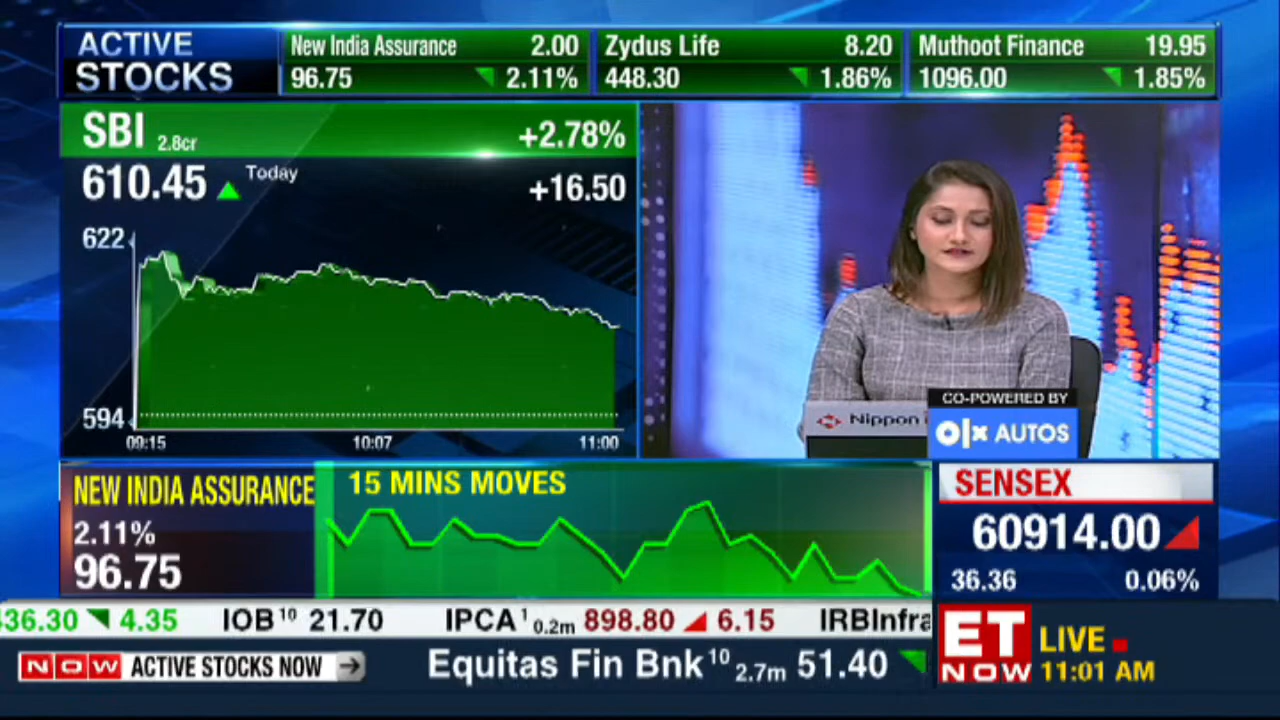 ACTIVE
STOCKS
New India Assurance 2.00
96.75 2.11%
Zydus Life 8.20
448.30 1.86%
Muthoot Finance 19.95
1096.00 1.85%
SBI 2.8cr +2.78%
610.45 Today +16.50
622
594
09:15 10:07 11:00
Nippon
CO-POWERED BY
olx AUTOS
NEW INDIA ASSURANCE
2.11%
96.75
15 MINS MOVES
SENSEX
60914.00
36.36 0.06%
36.30 4.35 IOB 10 21.70 IPCA 1 0.2m 898.80 6.15 IRBInfra
NOW ACTIVE STOCKS NOW Equitas Fin Bnk 10 2.7m 51.40
ET
NOW
LIVE
11:01 AM